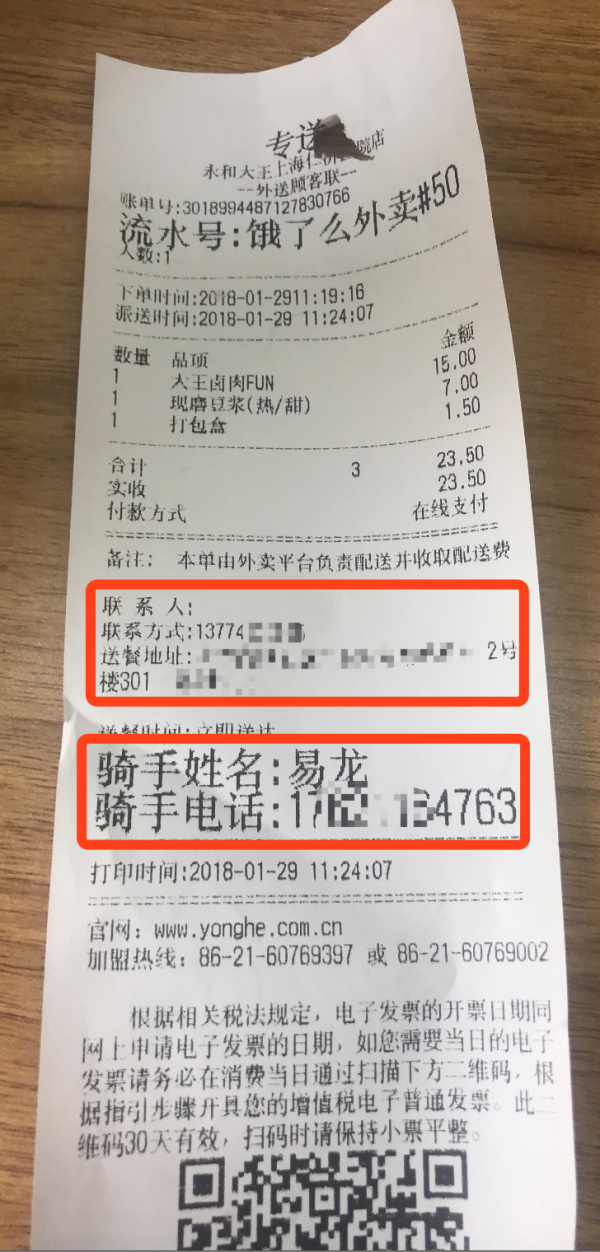 专送
永和大王上海仁济 院店
--外送顾客联--
账单号:3018994487127830766
流水号:饿了么外卖#50
人数:1
下单时间:2018-01-2911:19:16
派送时间:2018-01-29 11:24:07
数量 品项 金额
1 大王卤肉FUN 15.00
1 现磨豆浆(热/甜) 7.00
1 打包盒 1.50
合计 3 23.50
实收 23.50
付款方式 在线支付
备注: 本单由外卖平台负责配送并收取配送费
联 系 人:
联系方式:13774
送餐地址: 2号
楼301
送餐时间:立即送达
骑手姓名:易龙
骑手电话:17 4763
打印时间:2018-01-29 11:24:07
官网: www.yonghe.com.cn
加盟热线: 86-21-60769397 或 86-21-60769002
根据相关税法规定，电子发票的开票日期同
网上申请电子发票的日期，如您需要当日的电子
发票请务必在消费当日通过扫描下方二维码，根
据指引步骤开具您的增值税电子普通发票。此二
维码30天有效，扫码时请保持小票平整。